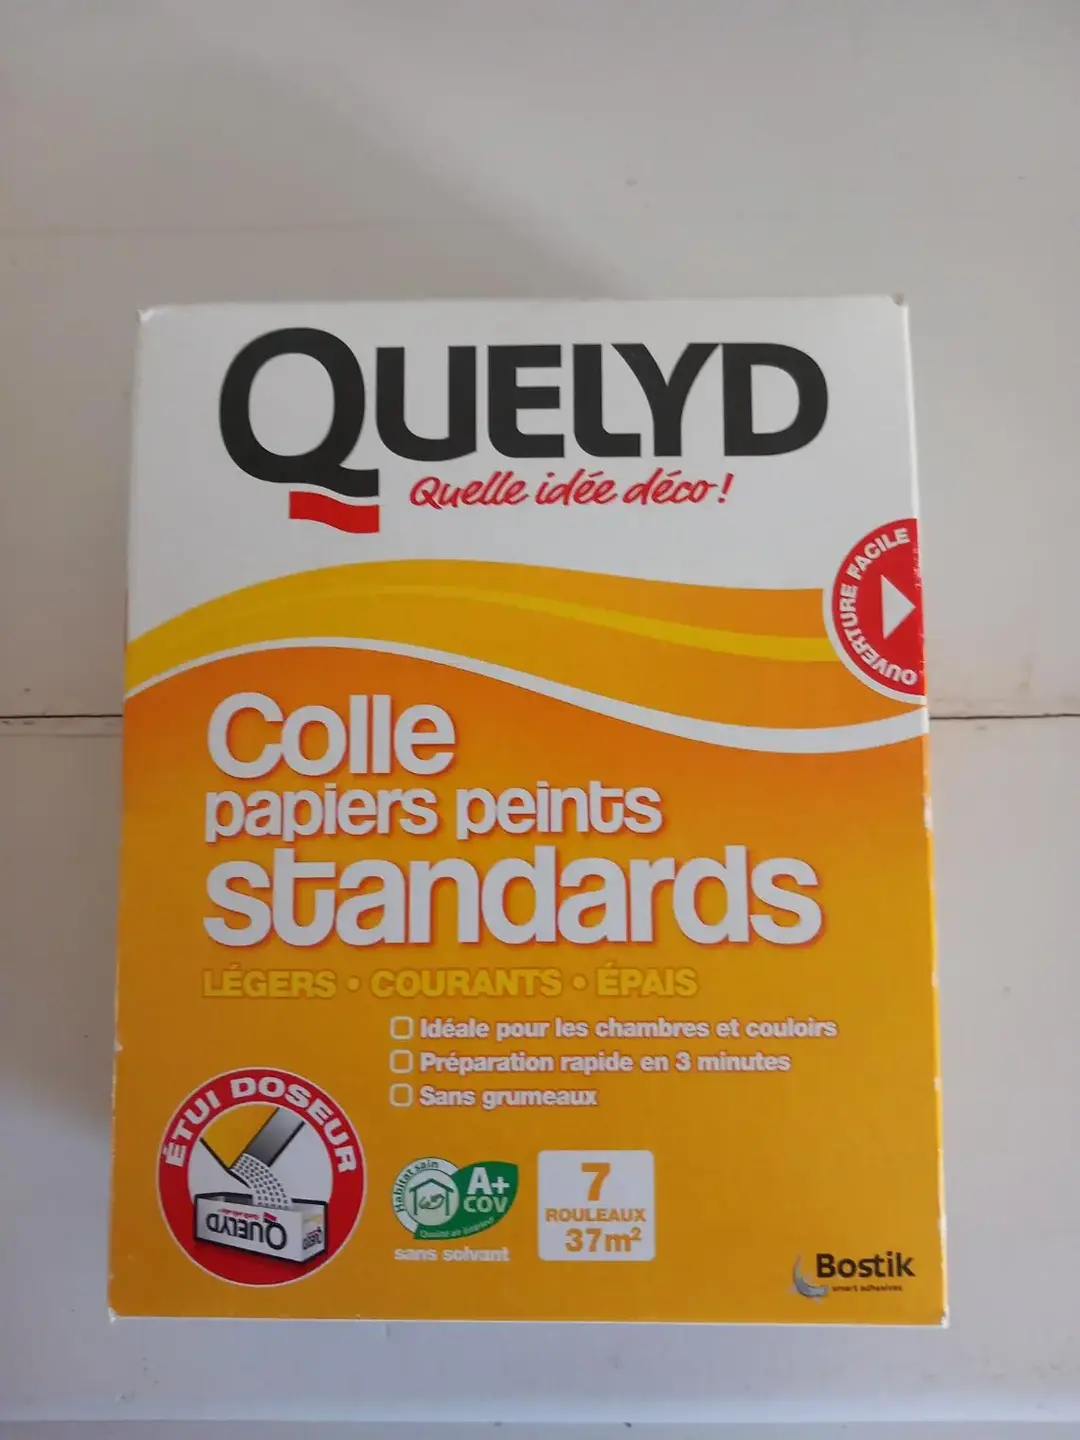 QUELYD
Quelle idée déco !
OUVERTURE FACILE
Colle
papiers peints
standards
LÉGERS • COURANTS • ÉPAIS
Idéale pour les chambres et couloirs
Préparation rapide en 3 minutes
Sans grumeaux
ÉTUI DOSEUR
QUELYD
Habitat sain
A+
COV
sans solvant
7
ROULEAUX
37m²
Bostik
smart adhesives